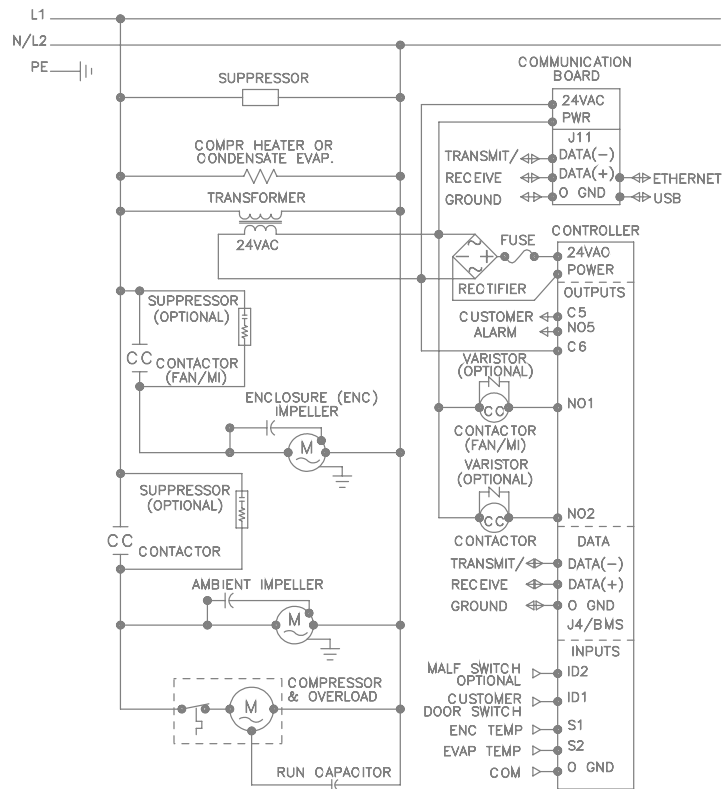 L1
N/L2
PE
SUPPRESSOR
COMPR HEATER OR
CONDENSATE EVAP.
TRANSFORMER
24VAC
SUPPRESSOR
(OPTIONAL)
CC
CONTACTOR
(FAN/MI)
ENCLOSURE (ENC)
IMPELLER
M
SUPPRESSOR
(OPTIONAL)
CC
CONTACTOR
AMBIENT IMPELLER
M
COMPRESSOR
& OVERLOAD
M
RUN CAPACITOR
COMMUNICATION
BOARD
24VAC
PWR
J11
TRANSMIT/ DATA(-)
RECEIVE DATA(+) ETHERNET
GROUND O GND USB
CONTROLLER
FUSE
24VAC
POWER
RECTIFIER
OUTPUTS
CUSTOMER C5
ALARM NO5
C6
VARISTOR
(OPTIONAL)
CC NO1
CONTACTOR
(FAN/MI)
VARISTOR
(OPTIONAL)
CC NO2
CONTACTOR
DATA
TRANSMIT/ DATA(-)
RECEIVE DATA(+)
GROUND O GND
J4/BMS
INPUTS
MALF SWITCH ID2
OPTIONAL
CUSTOMER ID1
DOOR SWITCH
ENC TEMP S1
EVAP TEMP S2
COM O GND